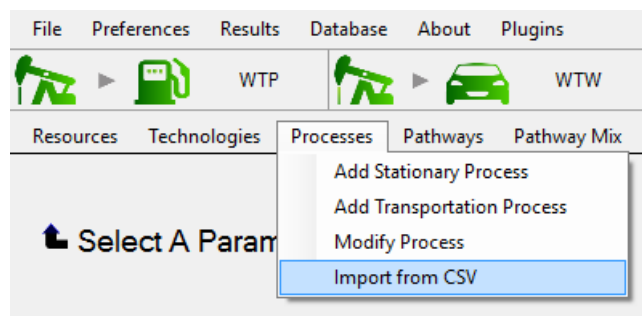 File Preferences Results Database About Plugins
WTP WTW
Resources Technologies Processes Pathways Pathway Mix
Add Stationary Process
Add Transportation Process
Select A Param
Modify Process
Import from CSV